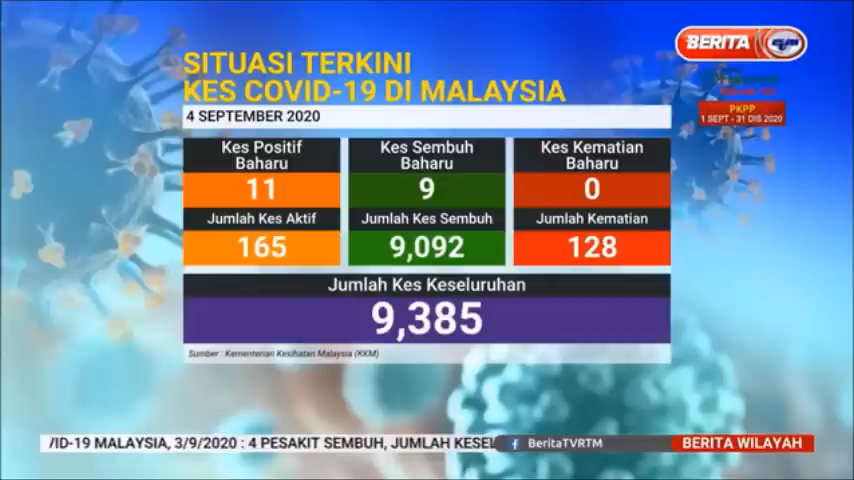 BERITA RTM
SITUASI TERKINI
KES COVID-19 DI MALAYSIA
4 SEPTEMBER 2020
PKPP
1 SEPT - 31 DIS 2020
Kes Positif Baharu
11
Jumlah Kes Aktif
165
Kes Sembuh Baharu
9
Jumlah Kes Sembuh
9,092
Kes Kematian Baharu
0
Jumlah Kematian
128
Jumlah Kes Keseluruhan
9,385
Sumber : Kementerian Kesihatan Malaysia (KKM)
/ID-19 MALAYSIA, 3/9/2020 : 4 PESAKIT SEMBUH, JUMLAH KESEL
BeritaTVRTM
BERITA WILAYAH